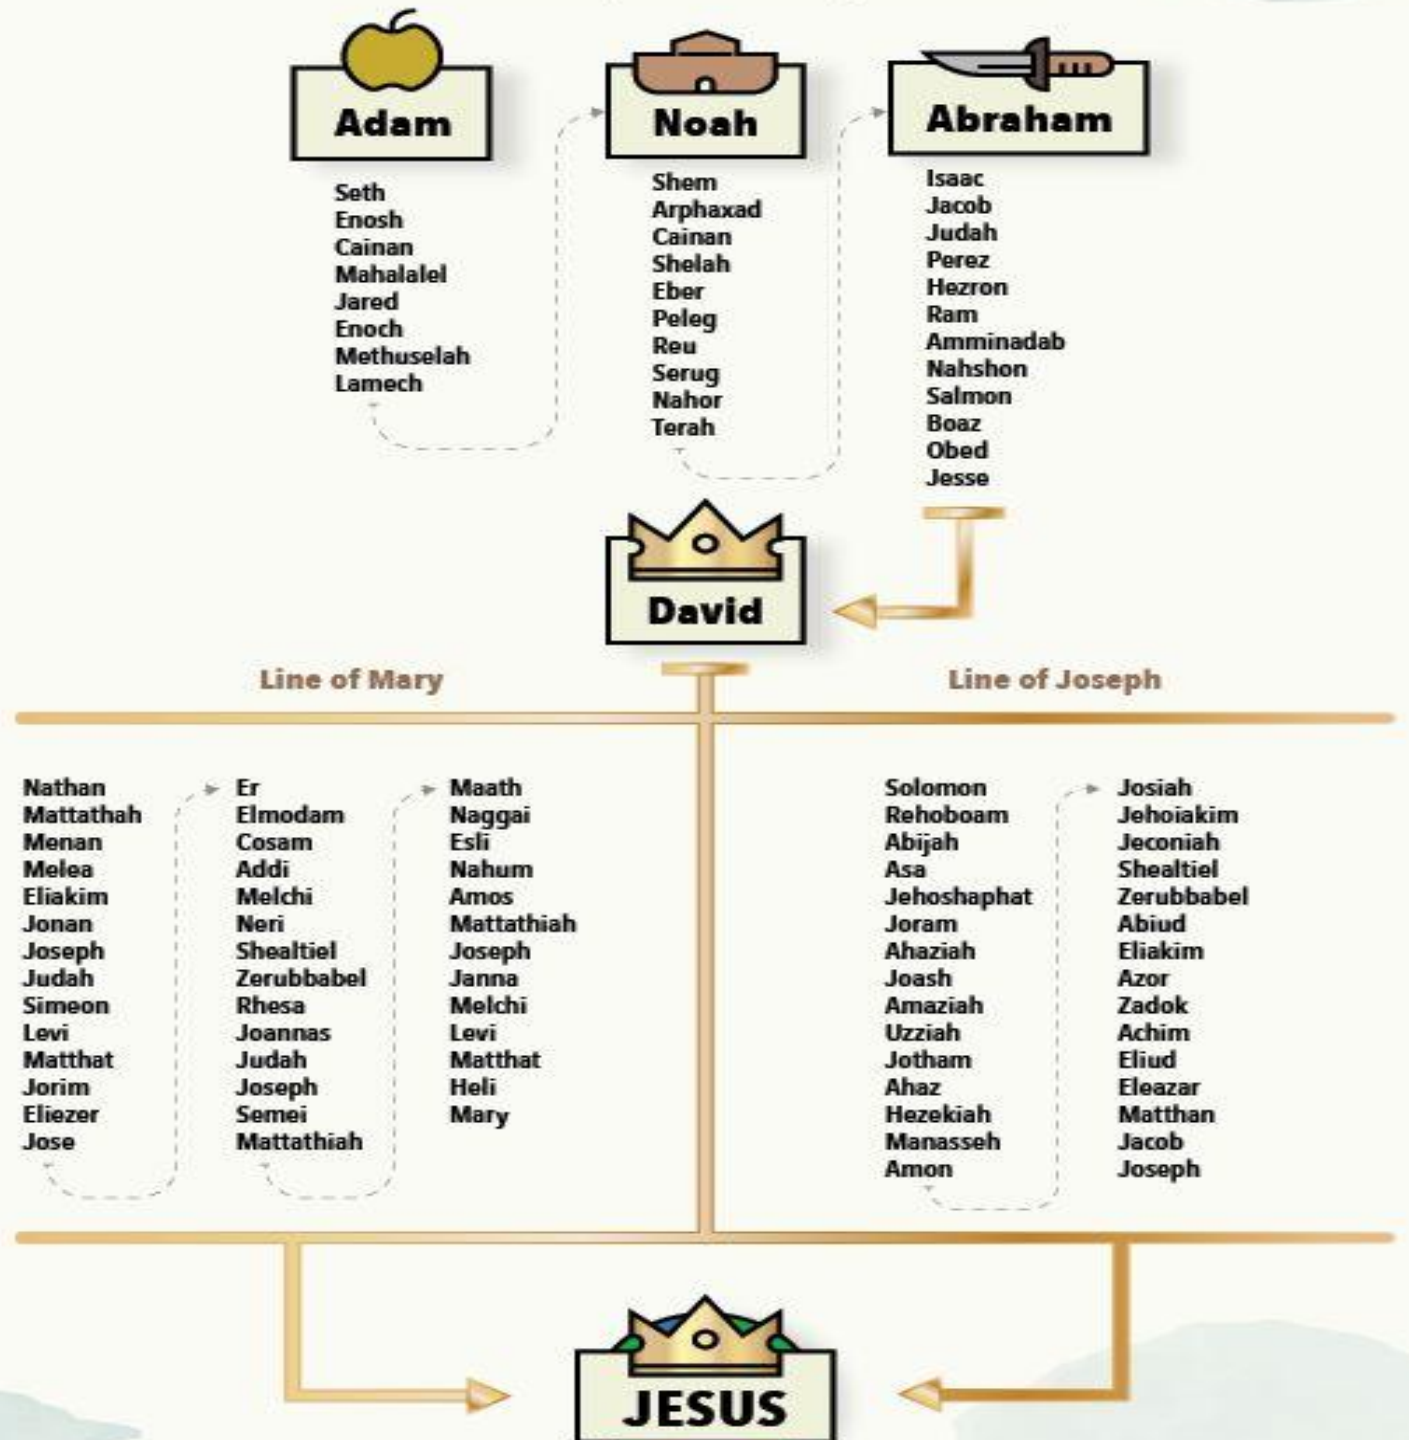 Adam
Seth
Enosh
Cainan
Mahalalel
Jared
Enoch
Methuselah
Lamech
Noah
Shem
Arphaxad
Cainan
Shelah
Eber
Peleg
Reu
Serug
Nahor
Terah
Abraham
Isaac
Jacob
Judah
Perez
Hezron
Ram
Amminadab
Nahshon
Salmon
Boaz
Obed
Jesse
David
Line of Mary
Nathan
Mattathah
Menan
Melea
Eliakim
Jonan
Joseph
Judah
Simeon
Levi
Matthat
Jorim
Eliezer
Jose
Er
Elmodam
Cosam
Addi
Melchi
Neri
Shealtiel
Zerubbabel
Rhesa
Joannas
Judah
Joseph
Semei
Mattathiah
Maath
Naggai
Esli
Nahum
Amos
Mattathiah
Joseph
Janna
Melchi
Levi
Matthat
Heli
Mary
Line of Joseph
Solomon
Rehoboam
Abijah
Asa
Jehoshaphat
Joram
Ahaziah
Joash
Amaziah
Uzziah
Jotham
Ahaz
Hezekiah
Manasseh
Amon
Josiah
Jehoiakim
Jeconiah
Shealtiel
Zerubbabel
Abiud
Eliakim
Azor
Zadok
Achim
Eliud
Eleazar
Matthan
Jacob
Joseph
JESUS